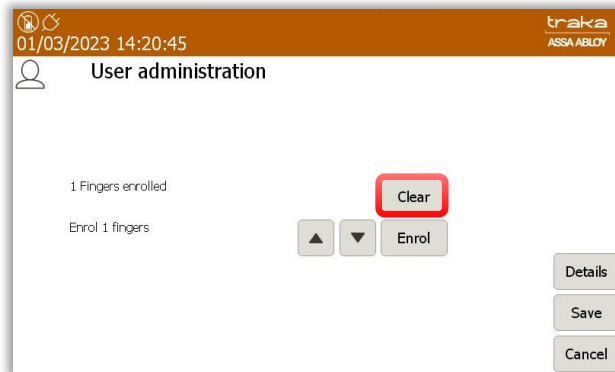 traka
01/03/2023 14:20:45
ASSA ABLOY
User administration
1 Fingers enrolled
Clear
Enrol 1 fingers
Enrol
Details
Save
Cancel